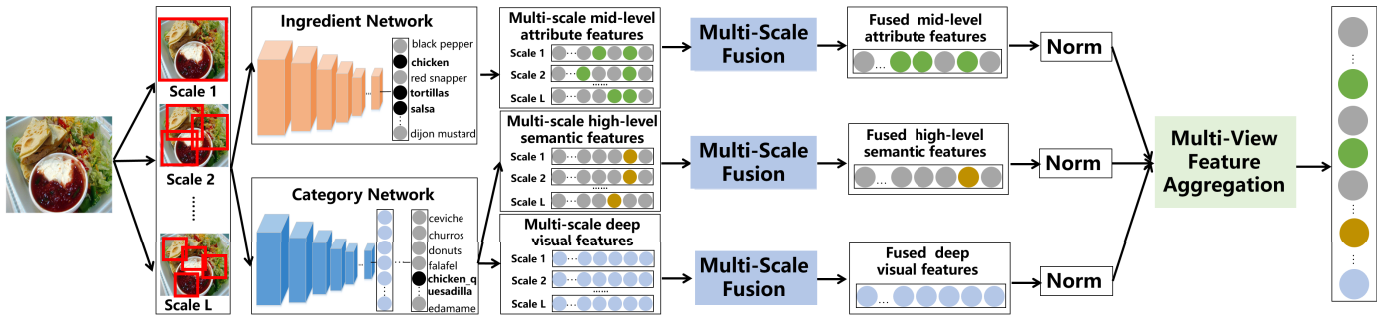 Scale 1
Scale 2
......
Scale L
Ingredient Network
black pepper
chicken
red snapper
tortillas
salsa
dijon mustard
...
Category Network
ceviche
churros
donuts
falafel
chicken_q
uesadilla
edamame
...
Multi-scale mid-level
attribute features
Scale 1
Scale 2
......
Scale L
Multi-scale high-level
semantic features
Scale 1
Scale 2
......
Scale L
Multi-scale deep
visual features
Scale 1
Scale 2
......
Scale L
Multi-Scale
Fusion
Multi-Scale
Fusion
Multi-Scale
Fusion
Fused mid-level
attribute features
...
Fused high-level
semantic features
...
Fused deep
visual features
...
Norm
Norm
Norm
Multi-View
Feature
Aggregation